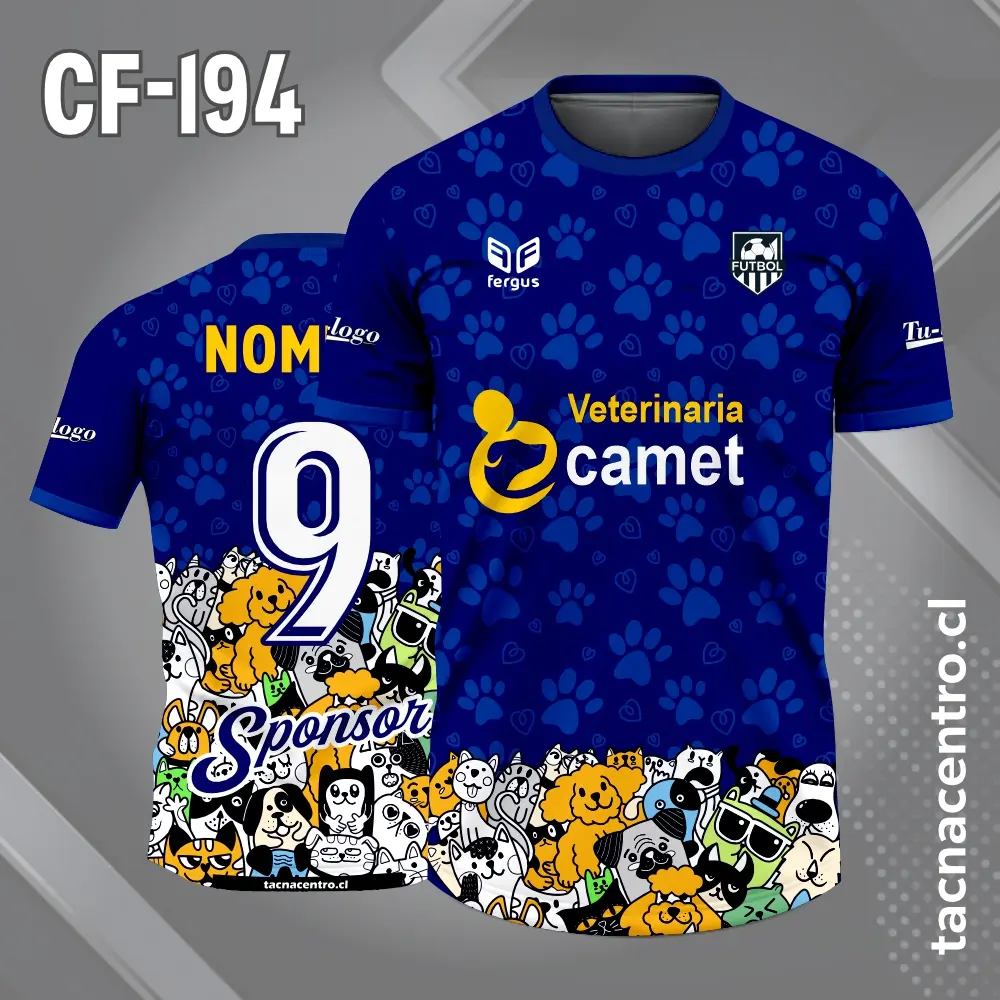 CF-194
fergus
FUTBOL
Tu-
logo
NOM
logo
Veterinaria
camet
9
Sponsor
tacnacentro.cl
tacnacentro.cl